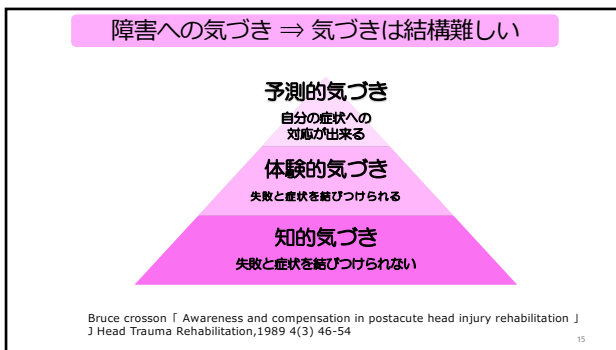 障害への気づき ⇒ 気づきは結構難しい
予測的気づき
自分の症状への
対応が出来る
体験的気づき
失敗と症状を結びつけられる
知的気づき
失敗と症状を結びつけられない
Bruce crosson「 Awareness and compensation in postacute head injury rehabilitation 」
J Head Trauma Rehabilitation,1989 4(3) 46-54
15